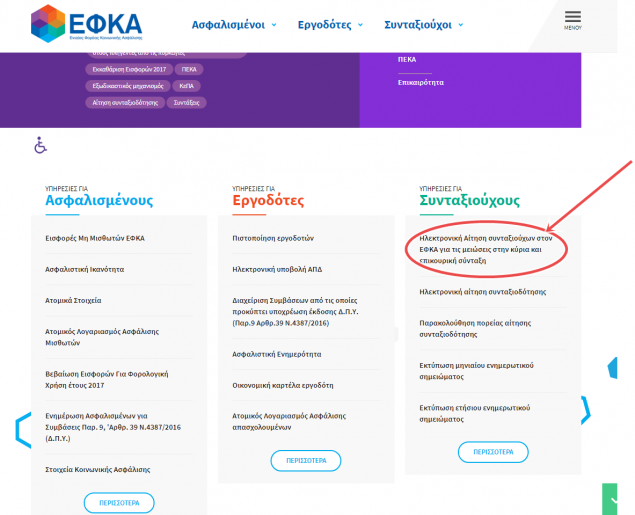 ΕΦΚΑ
Ενιαίος Φορέας Κοινωνικής Ασφάλισης
Ασφαλισμένοι
Εργοδότες
Συνταξιούχοι
ΜΕΝΟΥ
Εκκαθάριση Εισφορών 2017
ΠΕΚΑ
Εξωδικαστικός μηχανισμός
ΚεΠΑ
Αίτηση συνταξιοδότησης
Συντάξεις
ΠΕΚΑ
Επικαιρότητα
ΥΠΗΡΕΣΙΕΣ ΓΙΑ
Ασφαλισμένους
Εισφορές Μη Μισθωτών ΕΦΚΑ
Ασφαλιστική Ικανότητα
Ατομικά Στοιχεία
Ατομικός Λογαριασμός Ασφάλισης
Μισθωτών
Βεβαίωση Εισφορών Για Φορολογική
Χρήση έτους 2017
Ενημέρωση Ασφαλισμένων για
Συμβάσεις Παρ. 9, 'Αρθρ. 39 Ν.4387/2016
(Δ.Π.Υ.)
Στοιχεία Κοινωνικής Ασφάλισης
ΠΕΡΙΣΣΟΤΕΡΑ
ΥΠΗΡΕΣΙΕΣ ΓΙΑ
Εργοδότες
Πιστοποίηση εργοδοτών
Ηλεκτρονική υποβολή ΑΠΔ
Διαχείριση Συμβάσεων από τις οποίες
προκύπτει υποχρέωση έκδοσης Δ.Π.Υ.
(Παρ.9 Αρθρ.39 Ν.4387/2016)
Ασφαλιστική Ενημερότητα
Οικονομική καρτέλα εργοδότη
Ατομικός Λογαριασμός Ασφάλισης
απασχολουμένων
ΠΕΡΙΣΣΟΤΕΡΑ
ΥΠΗΡΕΣΙΕΣ ΓΙΑ
Συνταξιούχους
Ηλεκτρονική Αίτηση συνταξιούχων στον
ΕΦΚΑ για τις μειώσεις στην κύρια και
επικουρική σύνταξη
Ηλεκτρονική αίτηση συνταξιοδότησης
Παρακολούθηση πορείας αίτησης
συνταξιοδότησης
Εκτύπωση μηνιαίου ενημερωτικού
σημειώματος
Εκτύπωση ετήσιου ενημερωτικού
σημειώματος
ΠΕΡΙΣΣΟΤΕΡΑ